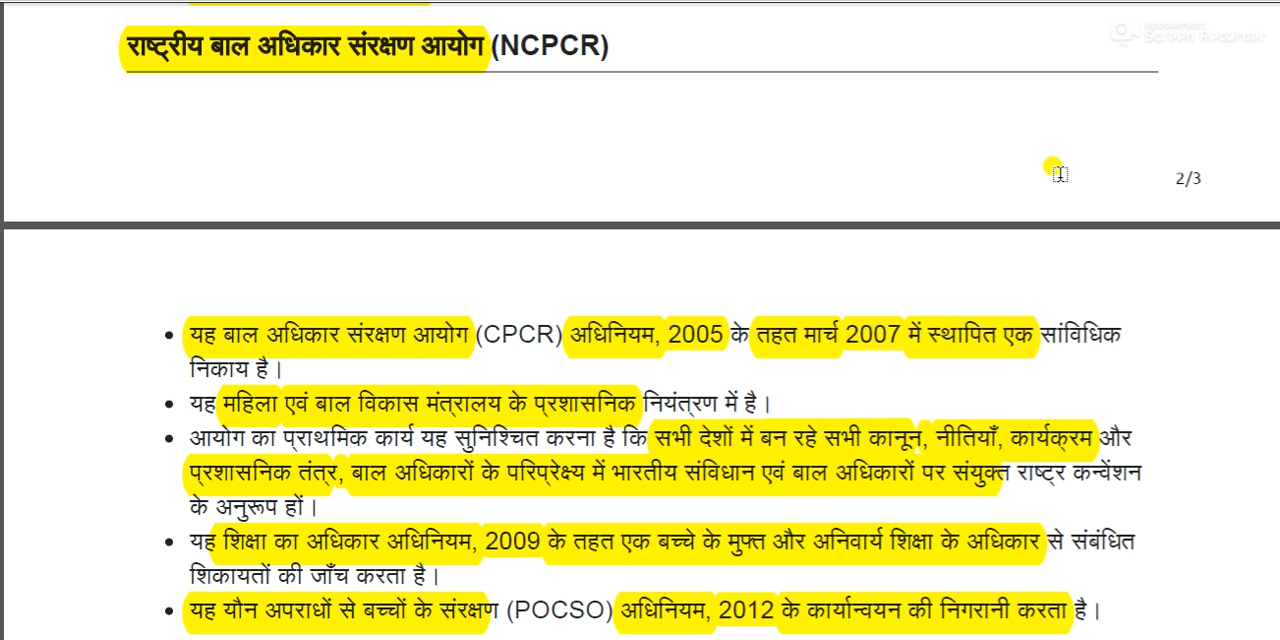 राष्ट्रीय बाल अधिकार संरक्षण आयोग (NCPCR)
Apowersoft
Screen Recorder
2/3
• यह बाल अधिकार संरक्षण आयोग (CPCR) अधिनियम, 2005 के तहत मार्च 2007 में स्थापित एक सांविधिक
निकाय है।
• यह महिला एवं बाल विकास मंत्रालय के प्रशासनिक नियंत्रण में है।
• आयोग का प्राथमिक कार्य यह सुनिश्चित करना है कि सभी देशों में बन रहे सभी कानून, नीतियाँ, कार्यक्रम और
प्रशासनिक तंत्र, बाल अधिकारों के परिप्रेक्ष्य में भारतीय संविधान एवं बाल अधिकारों पर संयुक्त राष्ट्र कन्वेंशन
के अनुरूप हों।
• यह शिक्षा का अधिकार अधिनियम, 2009 के तहत एक बच्चे के मुफ्त और अनिवार्य शिक्षा के अधिकार से संबंधित
शिकायतों की जाँच करता है।
• यह यौन अपराधों से बच्चों के संरक्षण (POCSO) अधिनियम, 2012 के कार्यान्वयन की निगरानी करता है।